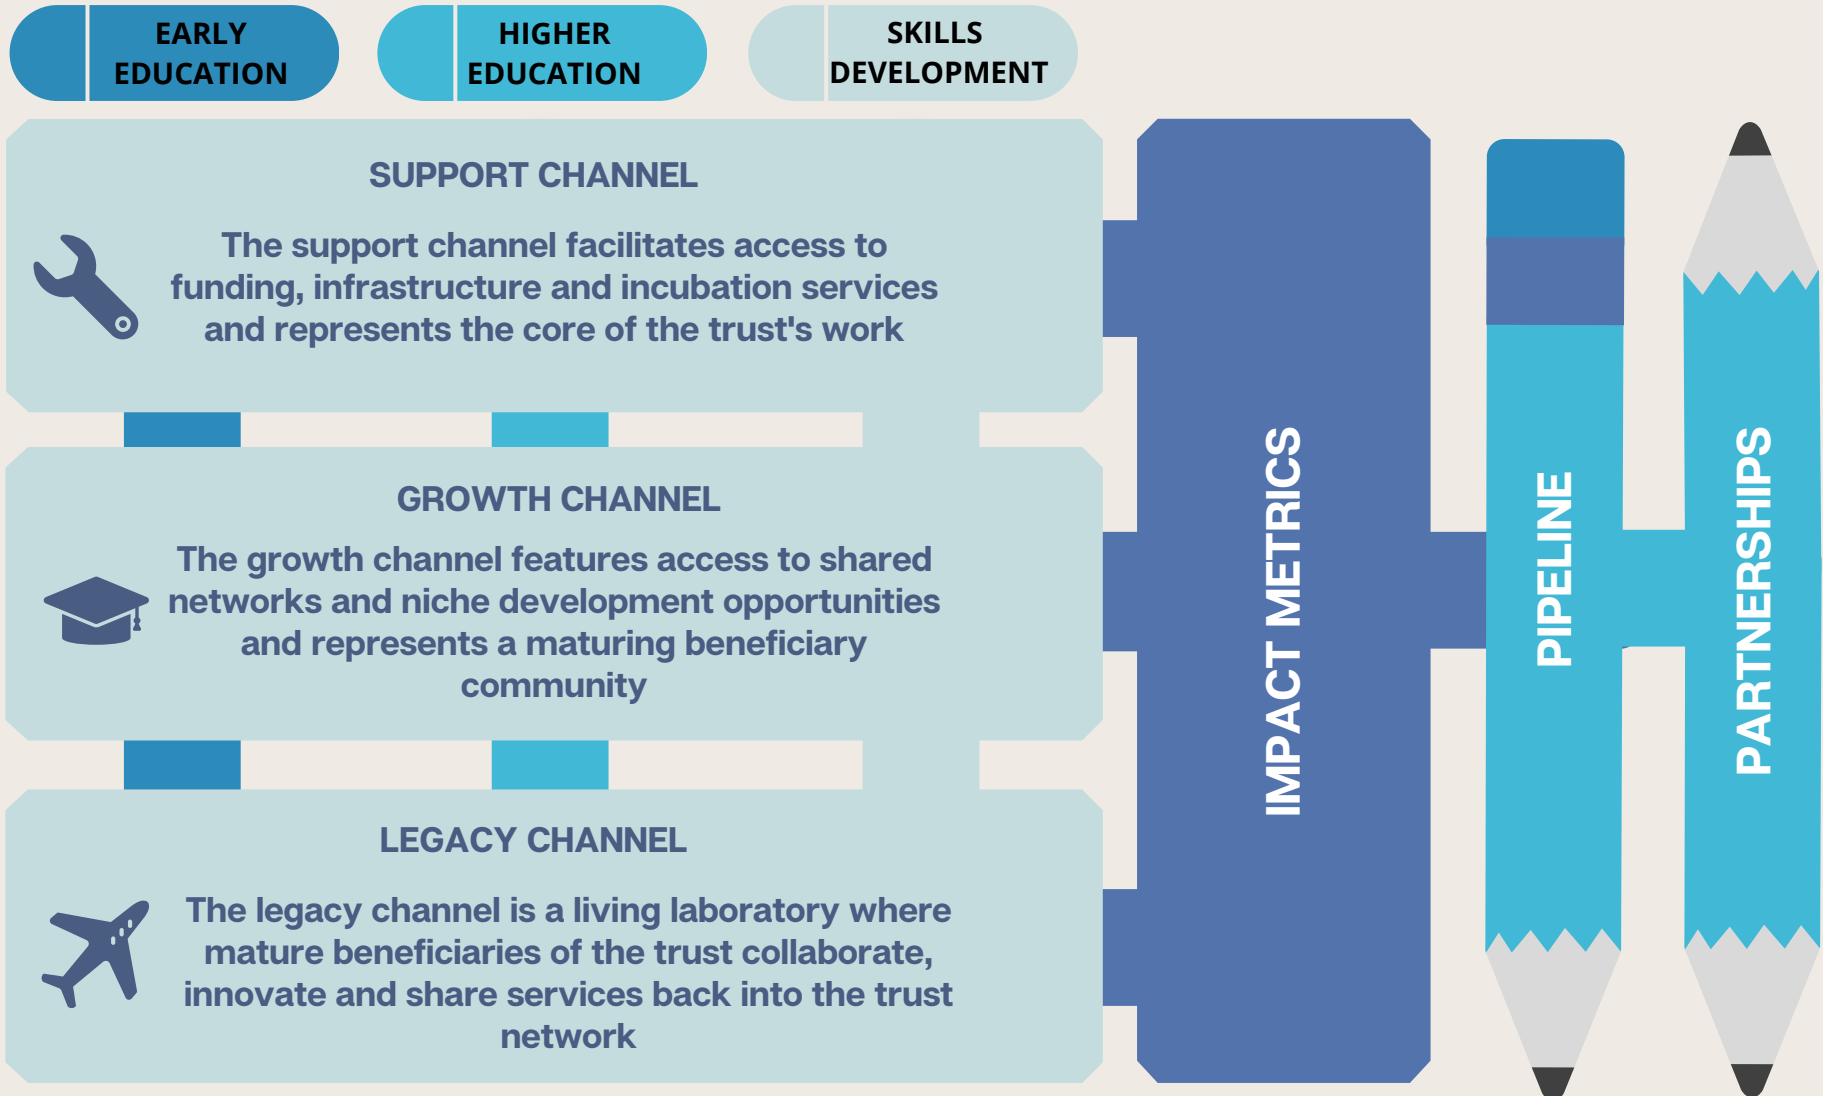 EARLY
EDUCATION
HIGHER
EDUCATION
SKILLS
DEVELOPMENT
SUPPORT CHANNEL
The support channel facilitates access to
funding, infrastructure and incubation services
and represents the core of the trust's work
GROWTH CHANNEL
The growth channel features access to shared
networks and niche development opportunities
and represents a maturing beneficiary
community
LEGACY CHANNEL
The legacy channel is a living laboratory where
mature beneficiaries of the trust collaborate,
innovate and share services back into the trust
network
IMPACT METRICS
PIPELINE
PARTNERSHIPS